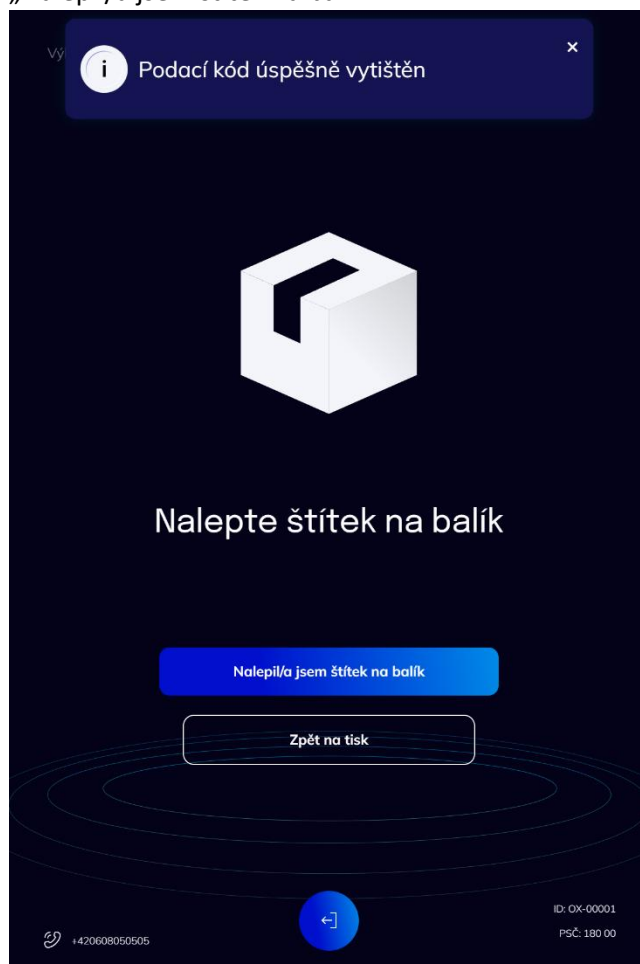 Vý
i Podací kód úspěšně vytištěn ×
Nalepte štítek na balík
Nalepil/a jsem štítek na balík
Zpět na tisk
ID: OX-00001
+420608050505
PSČ: 180 00